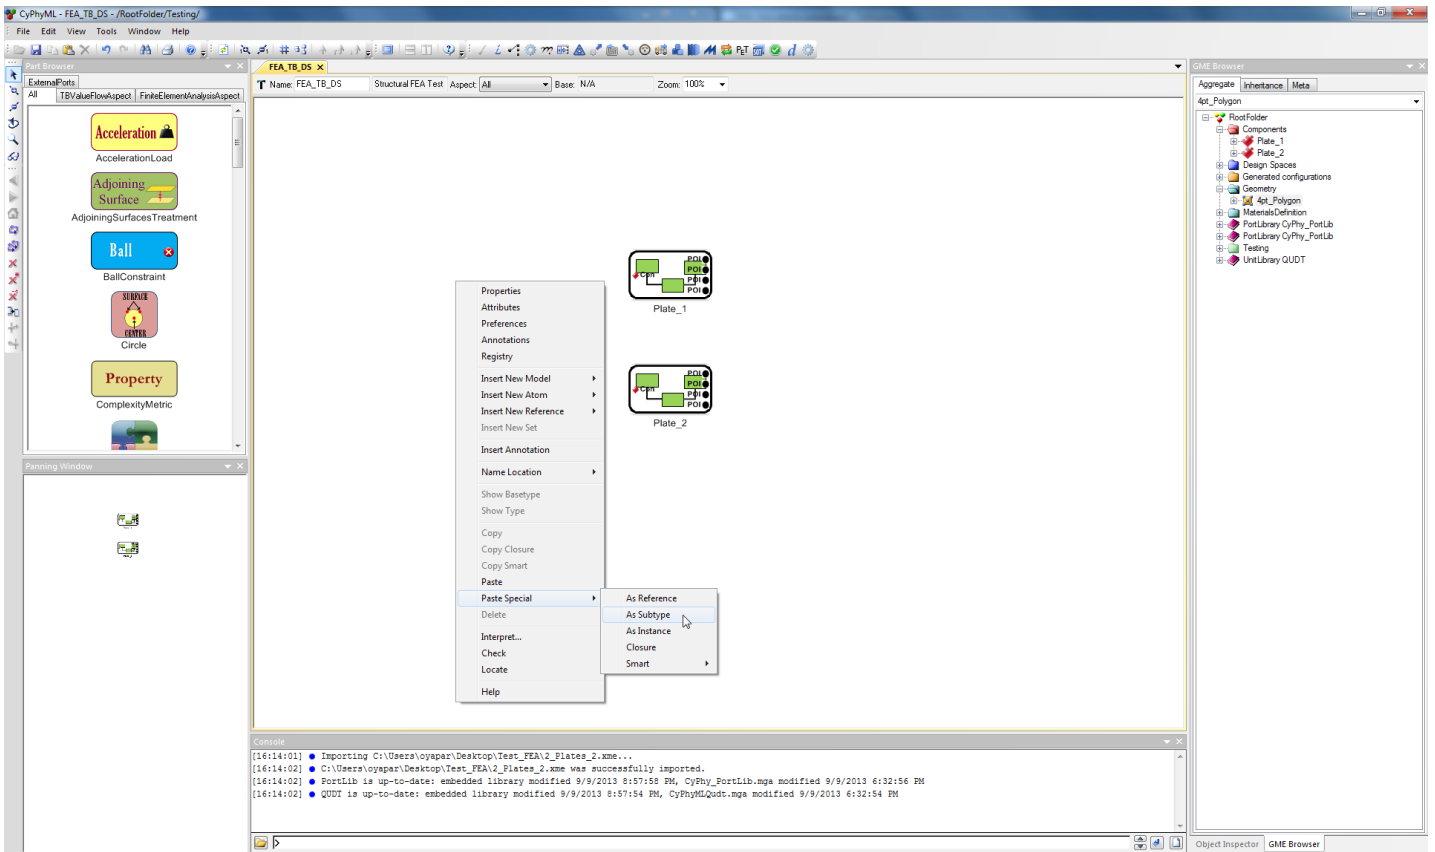 CyPhyML - FEA_TB_DS - /RootFolder/Testing/
File Edit View Tools Window Help
Part Browser
ExternalPorts
All TBValueFlowAspect FiniteElementAnalysisAspect
Acceleration
AccelerationLoad
Adjoining
Surface
AdjoiningSurfacesTreatment
Ball
BallConstraint
SURFACE
CENTER
Circle
Property
ComplexityMetric
Panning Window
FEA_TB_DS
Name: FEA_TB_DS Structural FEA Test Aspect: All Base: N/A Zoom: 100%
Con
POI
POI
POI
POI
Plate_1
Con
POI
POI
POI
POI
Plate_2
Properties
Attributes
Preferences
Annotations
Registry
Insert New Model
Insert New Atom
Insert New Reference
Insert New Set
Insert Annotation
Name Location
Show Basetype
Show Type
Copy
Copy Closure
Copy Smart
Paste
Paste Special
Delete
Interpret...
Check
Locate
Help
As Reference
As Subtype
As Instance
Closure
Smart
Console
[16:14:01] Importing C:\Users\oyapar\Desktop\Test_FEA\2_Plates_2.xme...
[16:14:02] C:\Users\oyapar\Desktop\Test_FEA\2_Plates_2.xme was successfully imported.
[16:14:02] PortLib is up-to-date: embedded library modified 9/9/2013 8:57:58 PM, CyPhy_PortLib.mga modified 9/9/2013 6:32:56 PM
[16:14:02] QUDT is up-to-date: embedded library modified 9/9/2013 8:57:54 PM, CyPhyMLQudt.mga modified 9/9/2013 6:32:54 PM
GME Browser
Aggregate Inheritance Meta
4pt_Polygon
RootFolder
Components
Plate_1
Plate_2
Design Spaces
Generated configurations
Geometry
4pt_Polygon
MaterialsDefinition
PortLibrary CyPhy_PortLib
PortLibrary CyPhy_PortLib
Testing
UnitLibrary QUDT
Object Inspector GME Browser